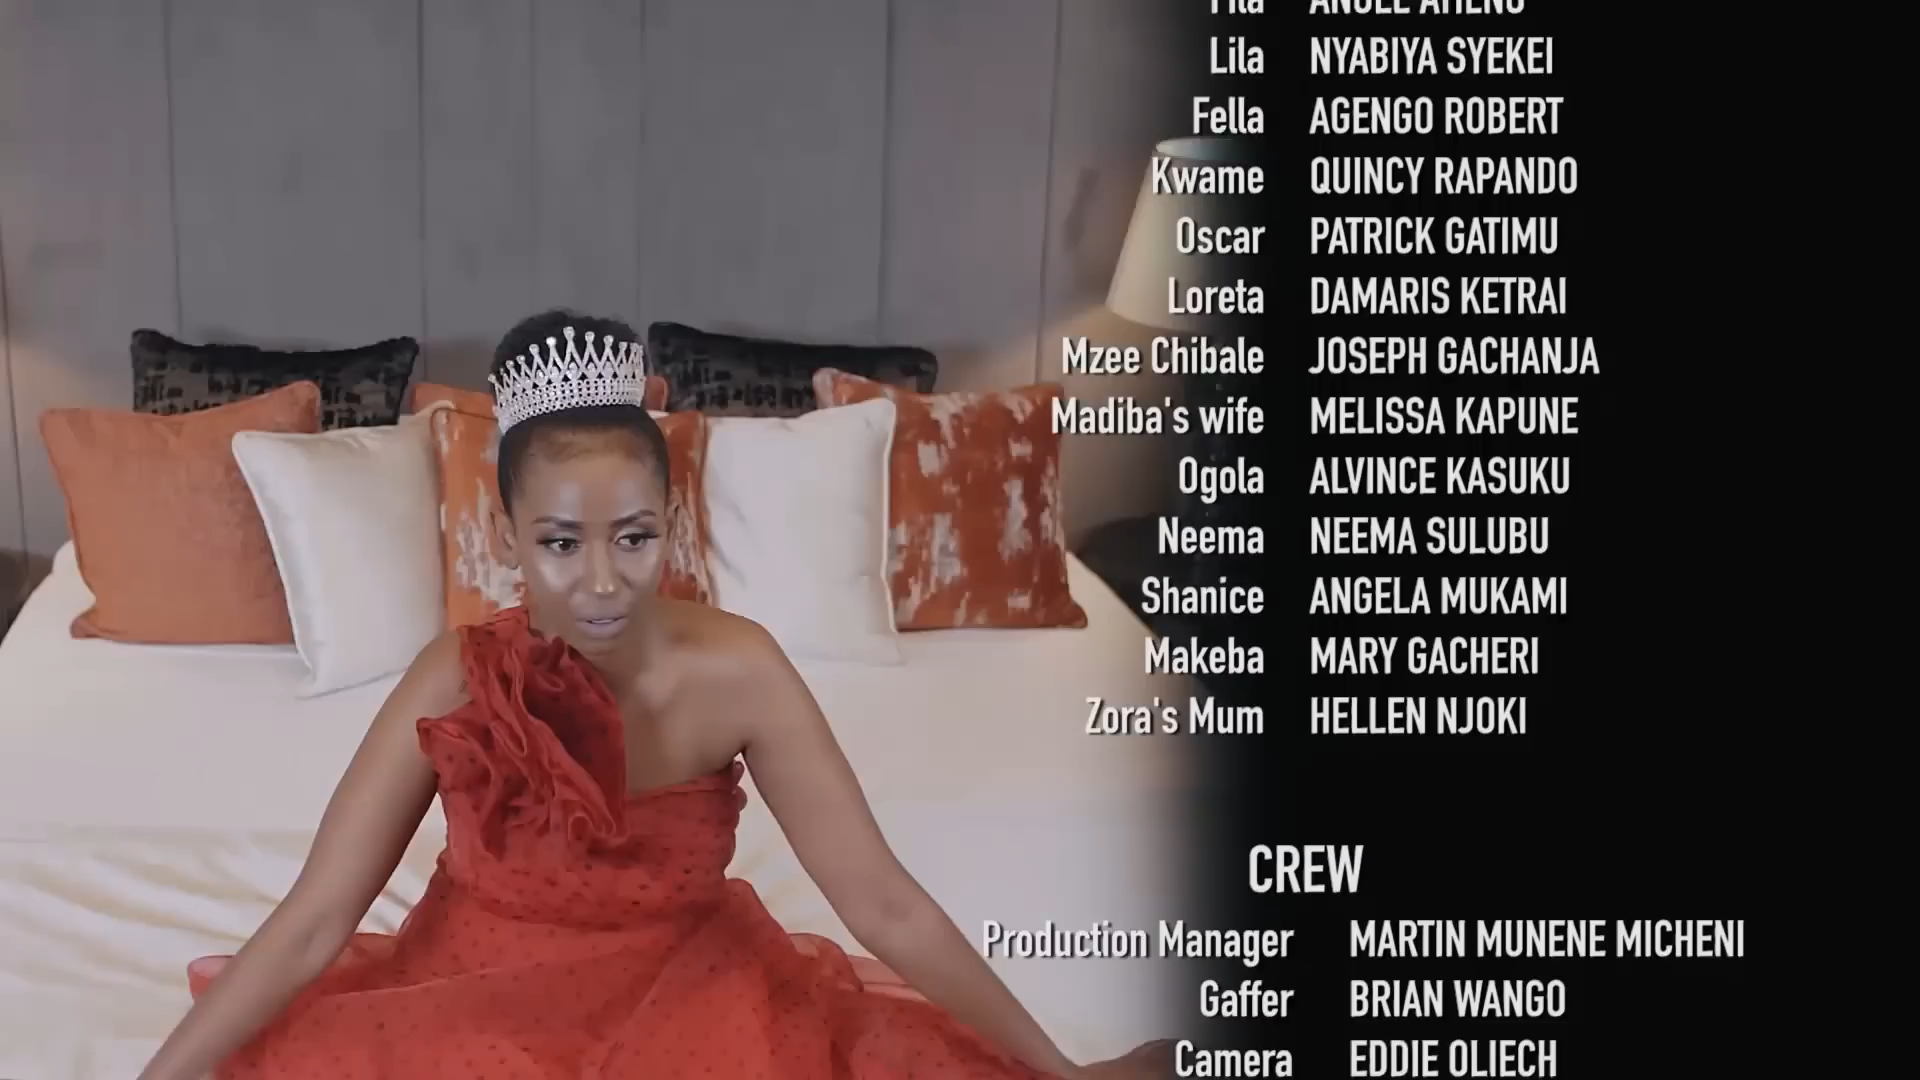 Lila NYABIYA SYEKEI
Fella AGENGO ROBERT
Kwame QUINCY RAPANDO
Oscar PATRICK GATIMU
Loreta DAMARIS KETRAI
Mzee Chibale JOSEPH GACHANJA
Madiba's wife MELISSA KAPUNE
Ogola ALVINCE KASUKU
Neema NEEMA SULUBU
Shanice ANGELA MUKAMI
Makeba MARY GACHERI
Zora's Mum HELLEN NJOKI
CREW
Production Manager MARTIN MUNENE MICHENI
Gaffer BRIAN WANGO
Camera EDDIE OLIECH